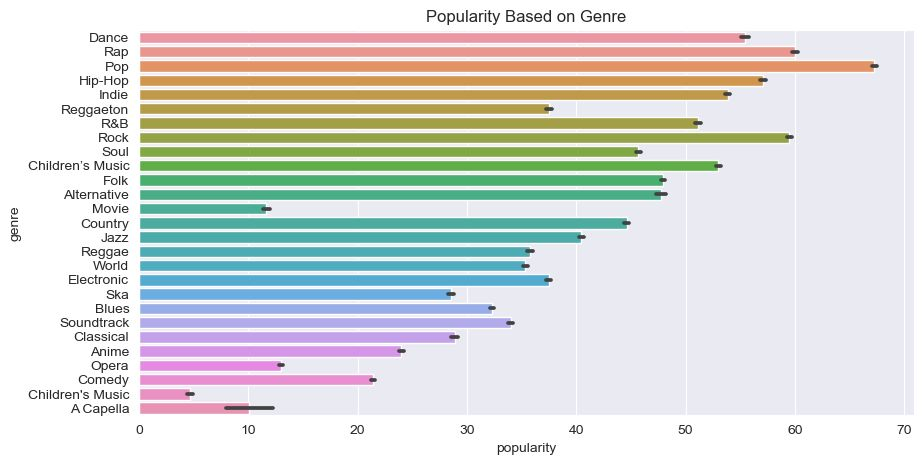 Popularity Based on Genre
Dance
Rap
Pop
Hip-Hop
Indie
Reggaeton
R&B
Rock
Soul
Children’s Music
Folk
Alternative
Movie
Country
Jazz
Reggae
World
Electronic
Ska
Blues
Soundtrack
Classical
Anime
Opera
Comedy
Children's Music
A Capella
genre
0 10 20 30 40 50 60 70
popularity